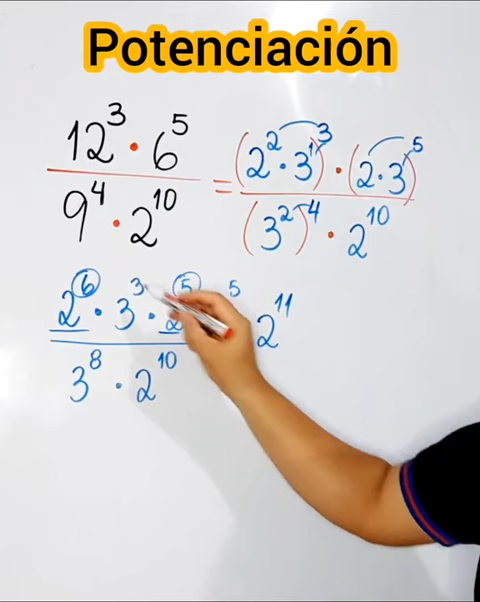 Potenciación
12³ · 6⁵ = (2² · 3¹)³ · (2 · 3)⁵
9⁴ · 2¹⁰ (3²)⁴ · 2¹⁰
2⁶ · 3³ · 2⁵ ⁵ 2¹¹
3⁸ · 2¹⁰